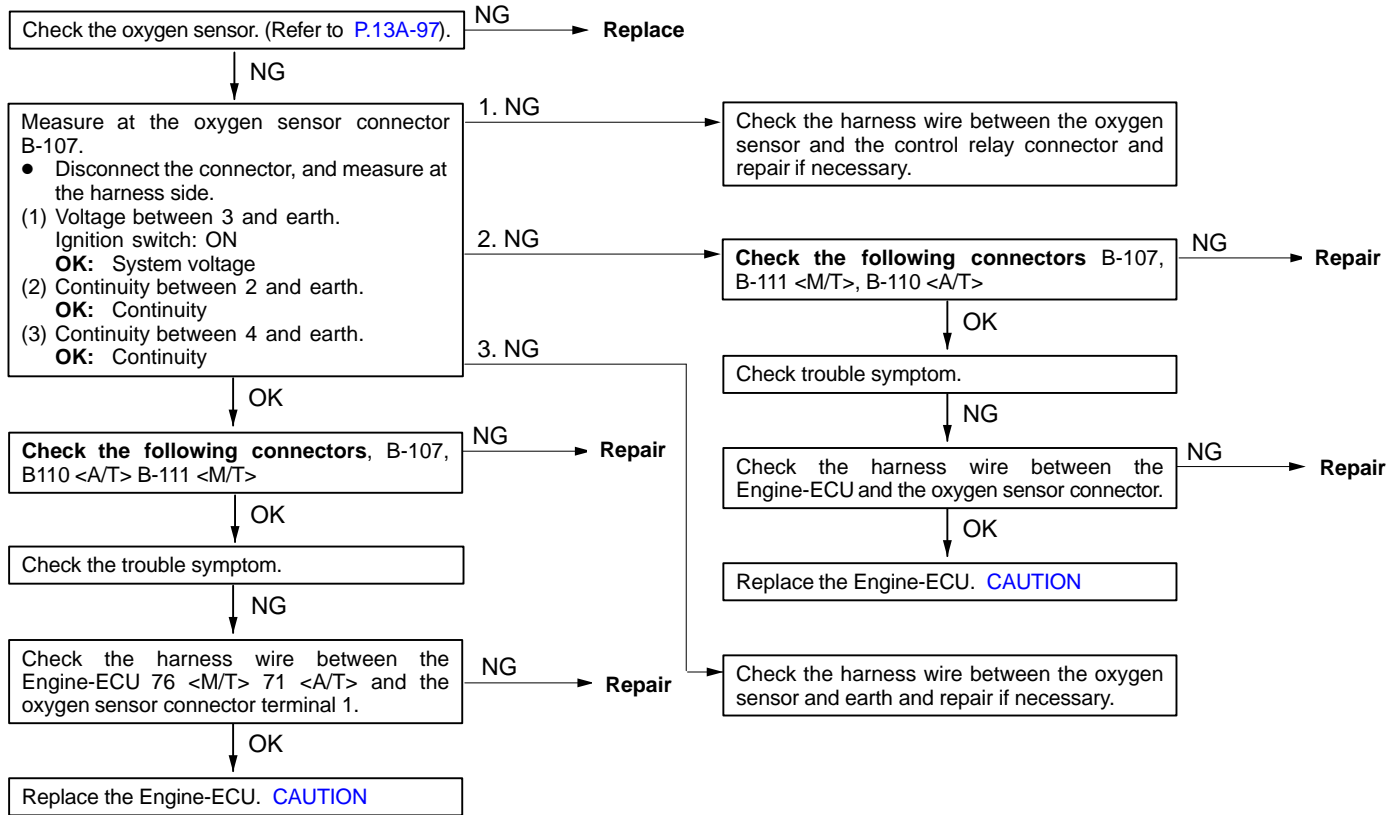 Check the oxygen sensor. (Refer to P.13A-97).
NG
Replace
NG
Measure at the oxygen sensor connector
B-107.
● Disconnect the connector, and measure at
the harness side.
(1) Voltage between 3 and earth.
Ignition switch: ON
OK: System voltage
(2) Continuity between 2 and earth.
OK: Continuity
(3) Continuity between 4 and earth.
OK: Continuity
1. NG
Check the harness wire between the oxygen
sensor and the control relay connector and
repair if necessary.
2. NG
Check the following connectors B-107,
B-111 <M/T>, B-110 <A/T>
NG
Repair
OK
Check trouble symptom.
NG
Check the harness wire between the
Engine-ECU and the oxygen sensor connector.
NG
Repair
OK
Replace the Engine-ECU. CAUTION
3. NG
Check the harness wire between the oxygen
sensor and earth and repair if necessary.
OK
Check the following connectors, B-107,
B110 <A/T> B-111 <M/T>
NG
Repair
OK
Check the trouble symptom.
NG
Check the harness wire between the
Engine-ECU 76 <M/T> 71 <A/T> and the
oxygen sensor connector terminal 1.
NG
Repair
OK
Replace the Engine-ECU. CAUTION